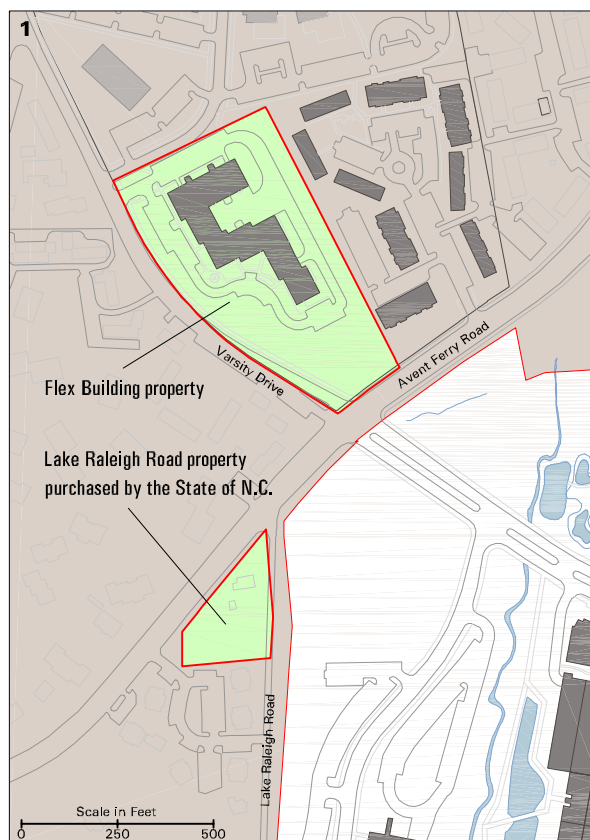 1
Varsity Drive
Avent Ferry Road
Flex Building property
Lake Raleigh Road property
purchased by the State of N.C.
Lake Raleigh Road
Scale in Feet
0 250 500